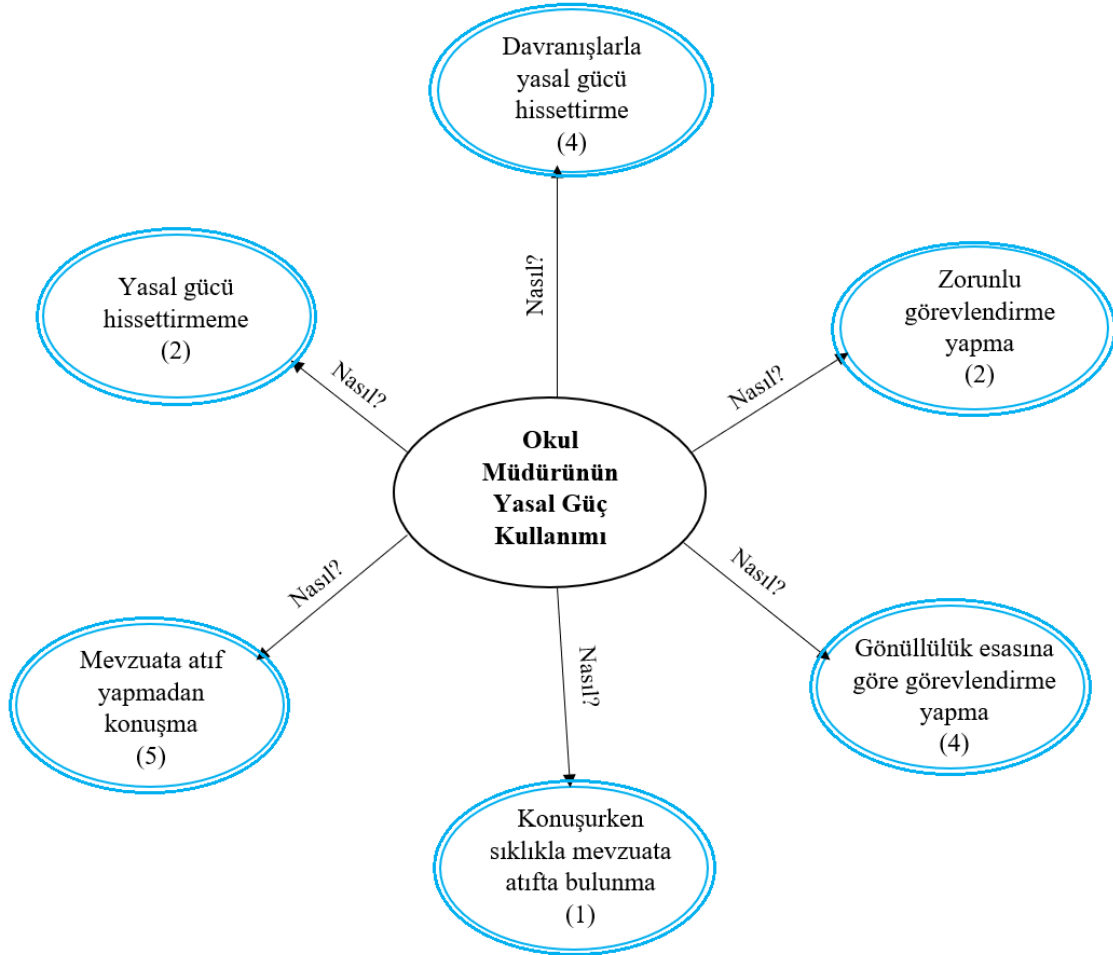 Davranışlarla
yasal gücü
hissettirme
(4)
Nasıl?
Yasal gücü
hissettirmeme
(2)
Nasıl?
Zorunlu
görevlendirme
yapma
(2)
Nasıl?
Okul
Müdürünün
Yasal Güç
Kullanımı
Mevzuata atıf
yapmadan
konuşma
(5)
Nasıl?
Gönüllülük esasına
göre görevlendirme
yapma
(4)
Nasıl?
Konuşurken
sıklıkla mevzuata
atıfta bulunma
(1)
Nasıl?